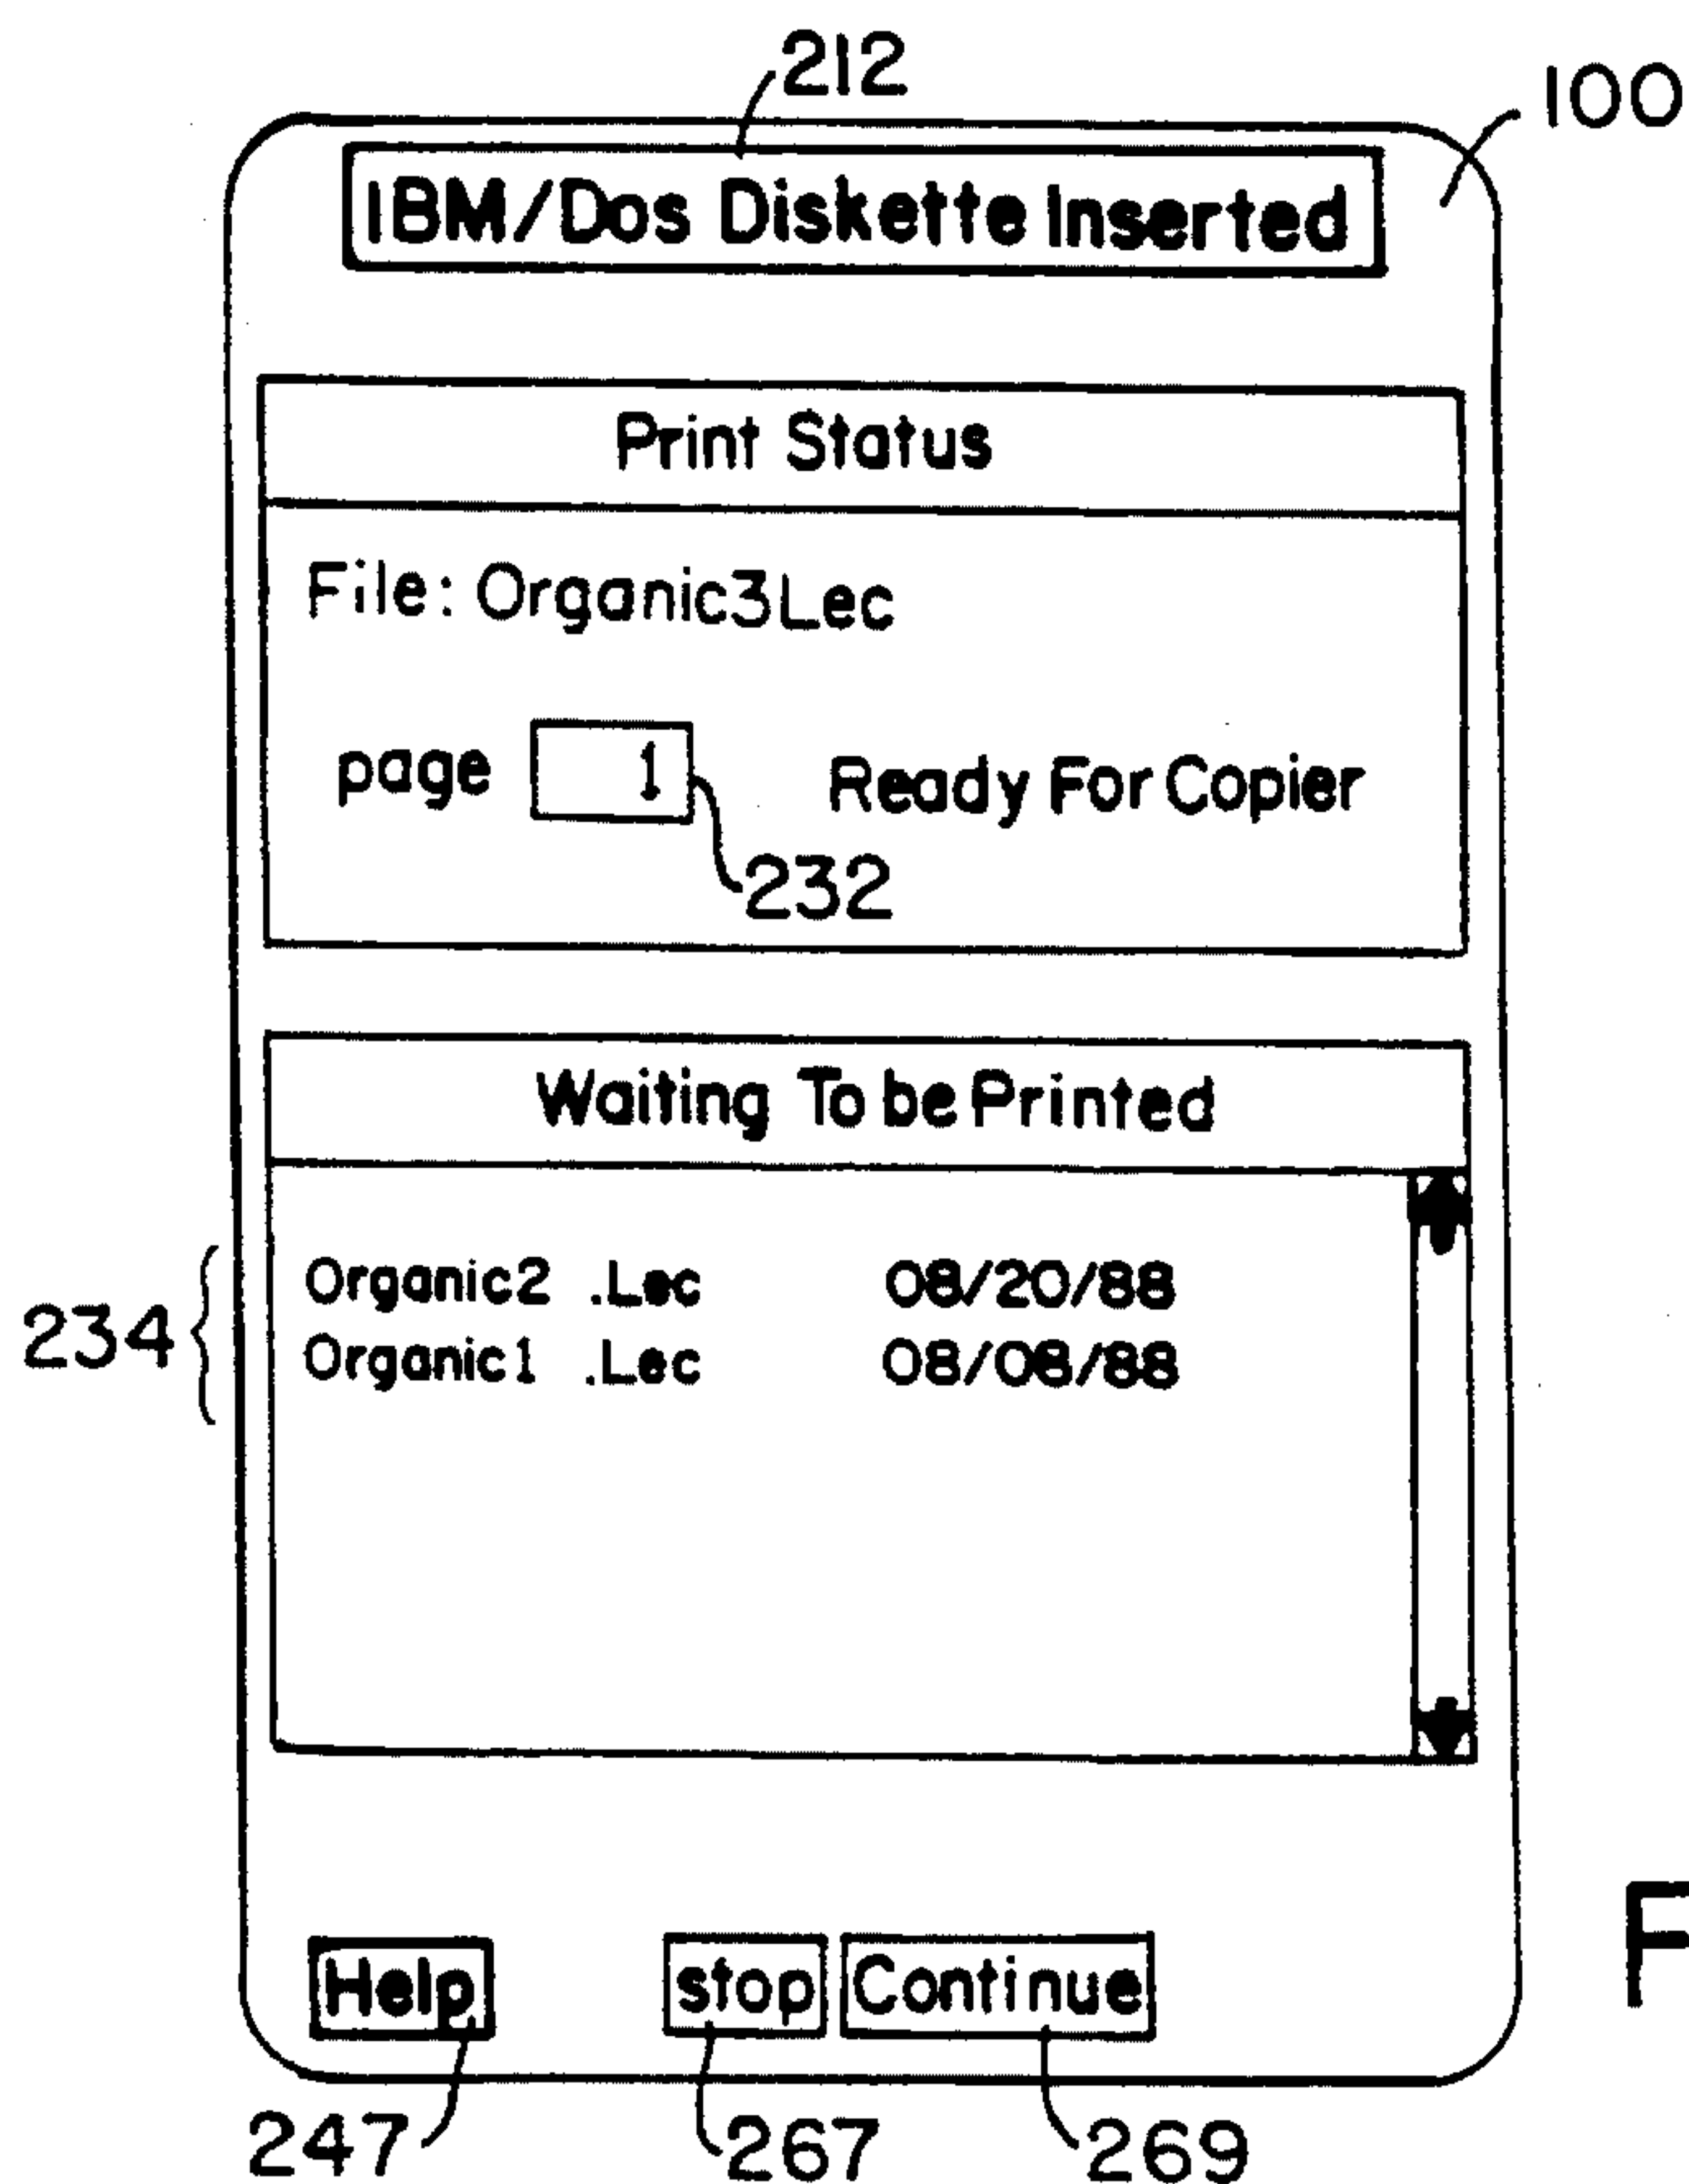 212
100
IBM/Dos Diskette Inserted
Print Status
File: Organic3Lec
page 1 Ready For Copier
232
Waiting To be Printed
Organic2 .Lec 08/20/88
234
Organic1 .Lec 08/08/88
Help stop Continue
F
247 267 269